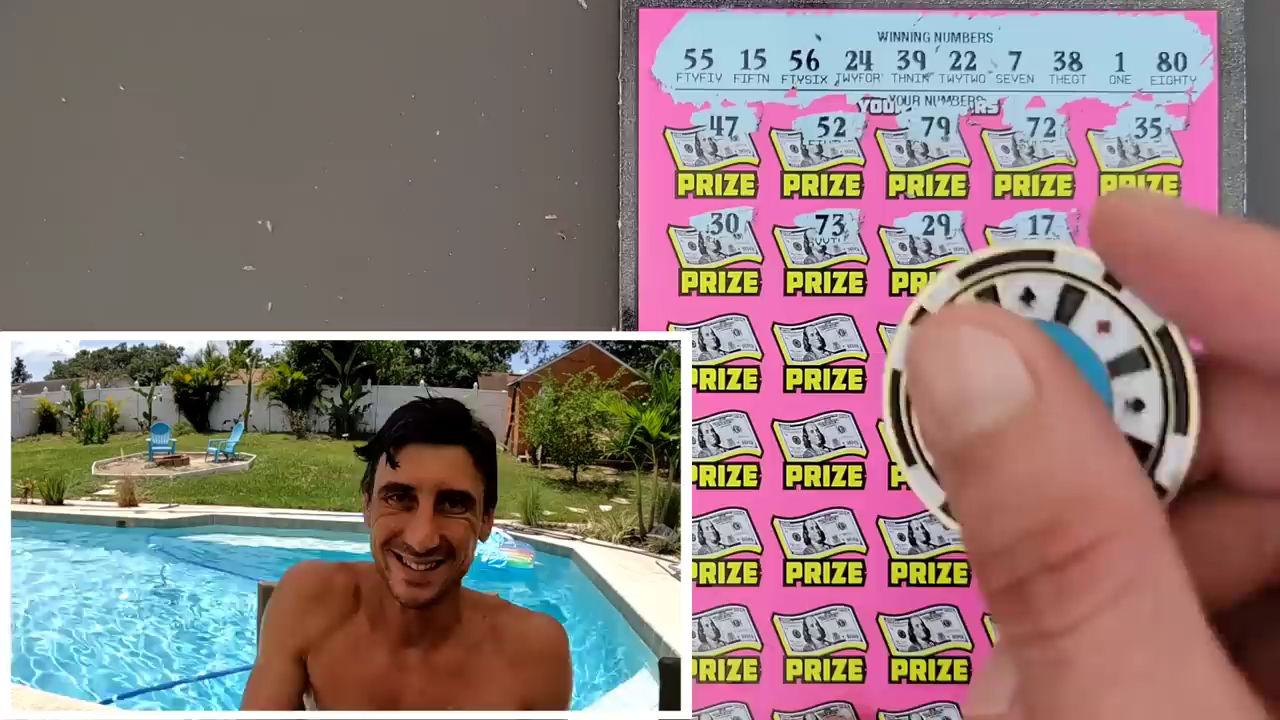 WINNING NUMBERS
55 15 56 24 39 22 7 38 1 80
FTYFIV FIFTN FTYSIX TWYFOR THNIN TWYTWO SEVEN THEGT ONE EIGHTY
YOUR NUMBERS
47 52 79 72 35
PRIZE PRIZE PRIZE PRIZE PRIZE
30 73 29 17
PRIZE PRIZE PRIZE
PRIZE PRIZE
PRIZE PRIZE
PRIZE PRIZE PRIZE
PRIZE PRIZE PRIZE